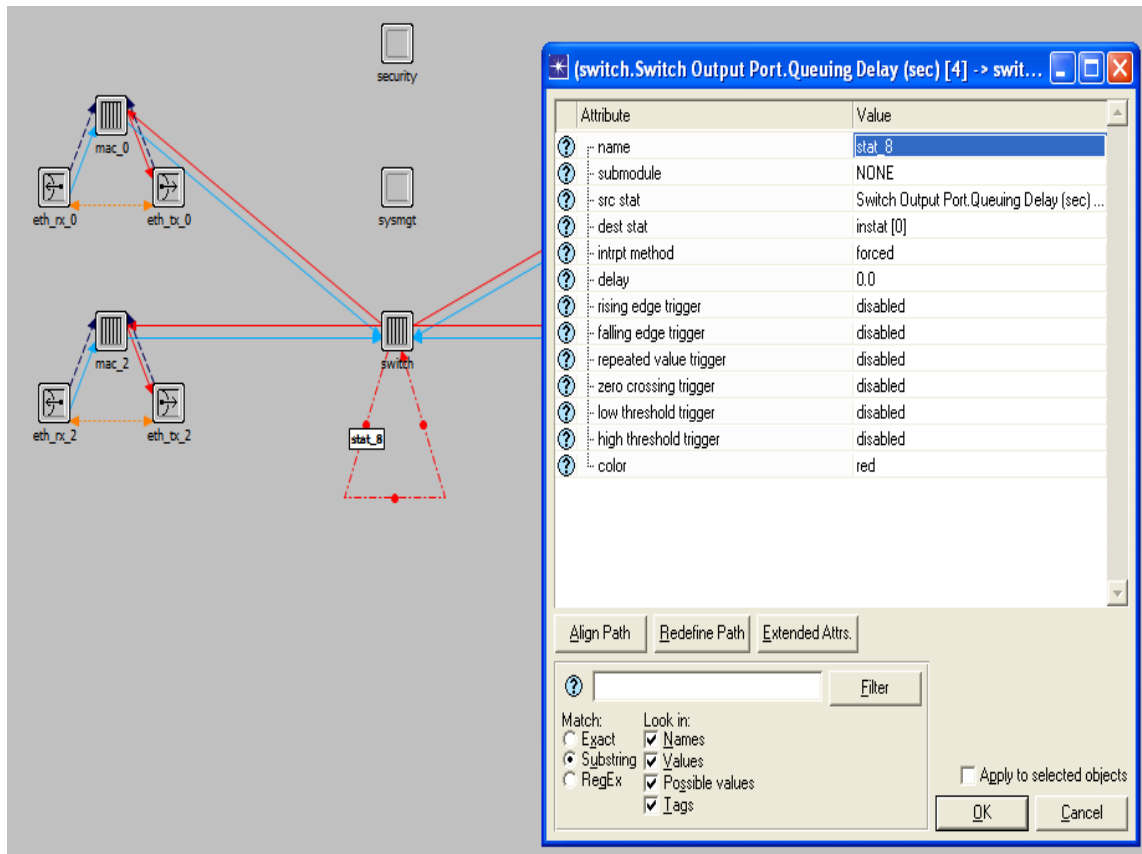 security
mac_0
eth_rx_0
eth_tx_0
sysmgt
mac_2
switch
eth_rx_2
eth_tx_2
stat_8
(switch.Switch Output Port.Queuing Delay (sec) [4] -> swit...
Attribute Value
name stat_8
submodule NONE
src stat Switch Output Port.Queuing Delay (sec) ...
dest stat instat [0]
intrpt method forced
delay 0.0
rising edge trigger disabled
falling edge trigger disabled
repeated value trigger disabled
zero crossing trigger disabled
low threshold trigger disabled
high threshold trigger disabled
color red
Align Path Redefine Path Extended Attrs.
Filter
Match: Look in:
Exact Names
Substring Values
RegEx Possible values
Tags
Apply to selected objects
OK Cancel